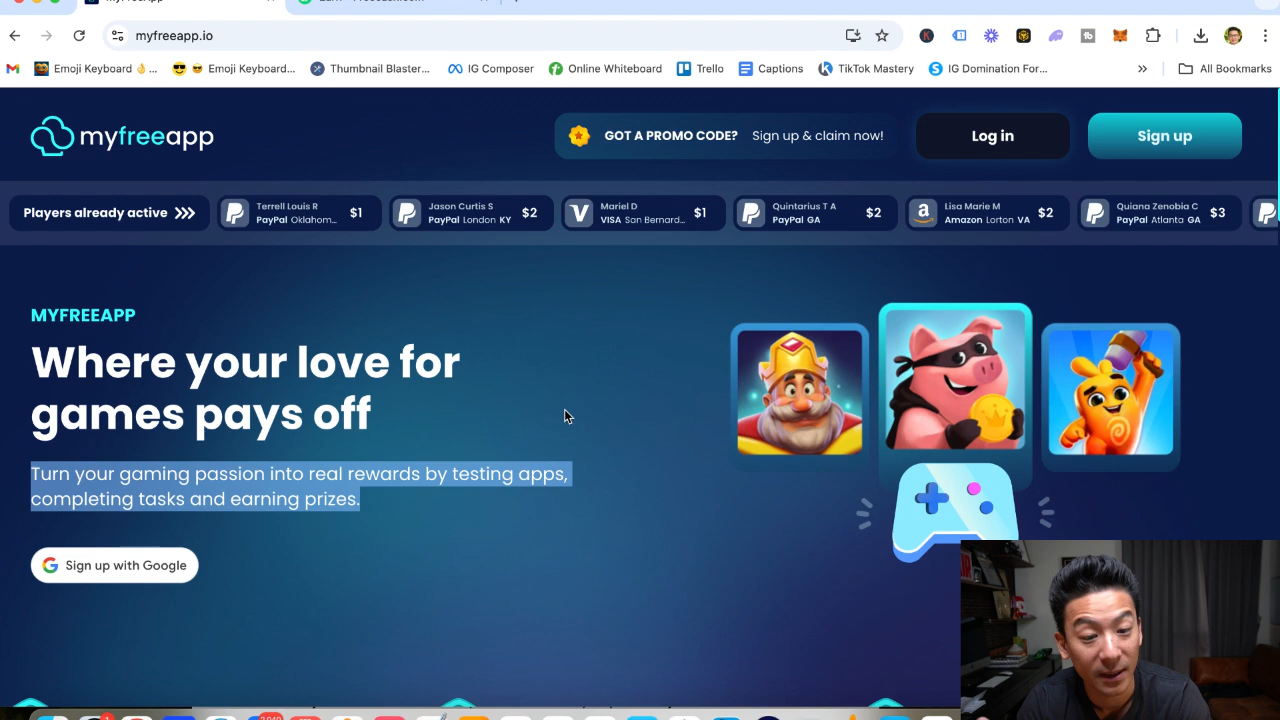 myfreeapp.io
Emoji Keyboard 👌...
Emoji Keyboard...
Thumbnail Blaster...
IG Composer
Online Whiteboard
Trello
Captions
TikTok Mastery
IG Domination For...
All Bookmarks
myfreeapp
GOT A PROMO CODE? Sign up & claim now!
Log in
Sign up
Players already active
Terrell Louis R
PayPal Oklahom... $1
Jason Curtis S
PayPal London KY $2
Mariel D
VISA San Bernard... $1
Quintarius T A
PayPal GA $2
Lisa Marie M
Amazon Lorton VA $2
Quiana Zenobia C
PayPal Atlanta GA $3
MYFREEAPP
Where your love for
games pays off
Turn your gaming passion into real rewards by testing apps,
completing tasks and earning prizes.
Sign up with Google